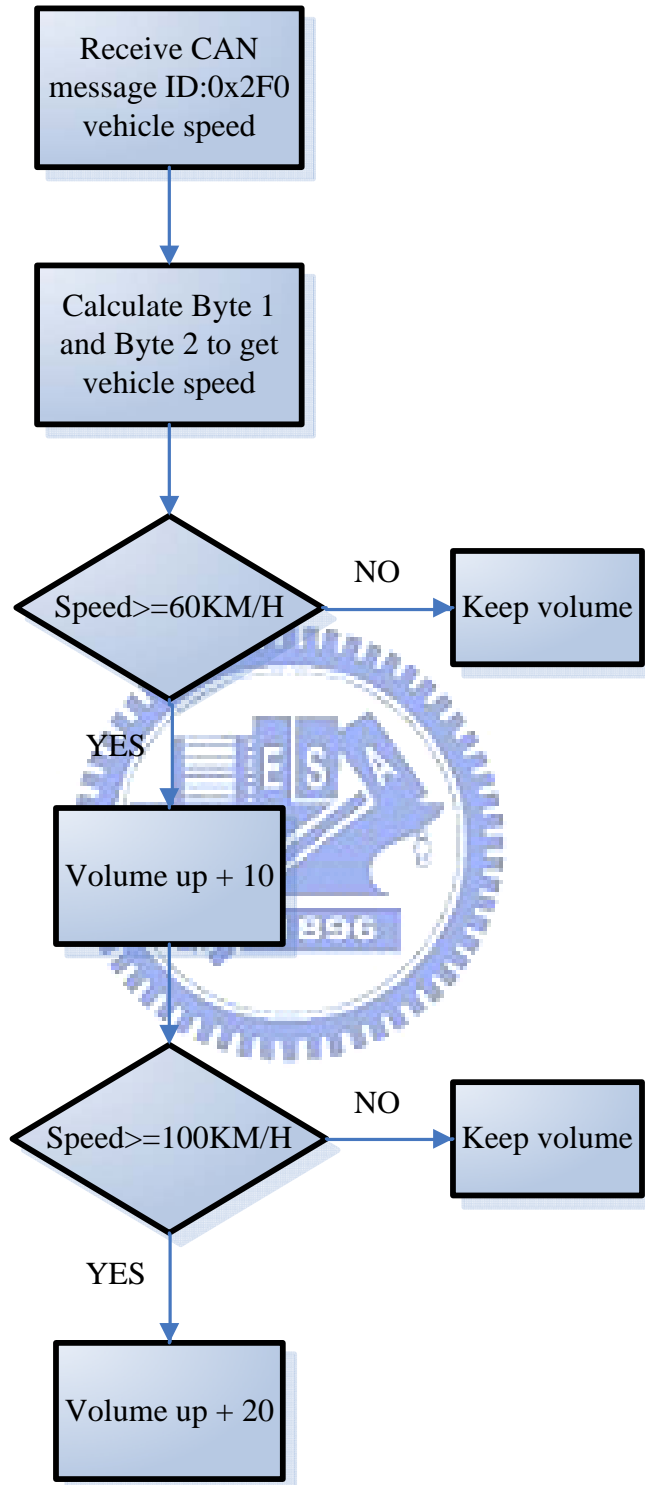 Receive CAN
message ID:0x2F0
vehicle speed
Calculate Byte 1
and Byte 2 to get
vehicle speed
Speed>=60KM/H
NO
Keep volume
YES
E S A
Volume up + 10
896
Speed>=100KM/H
NO
Keep volume
YES
Volume up + 20